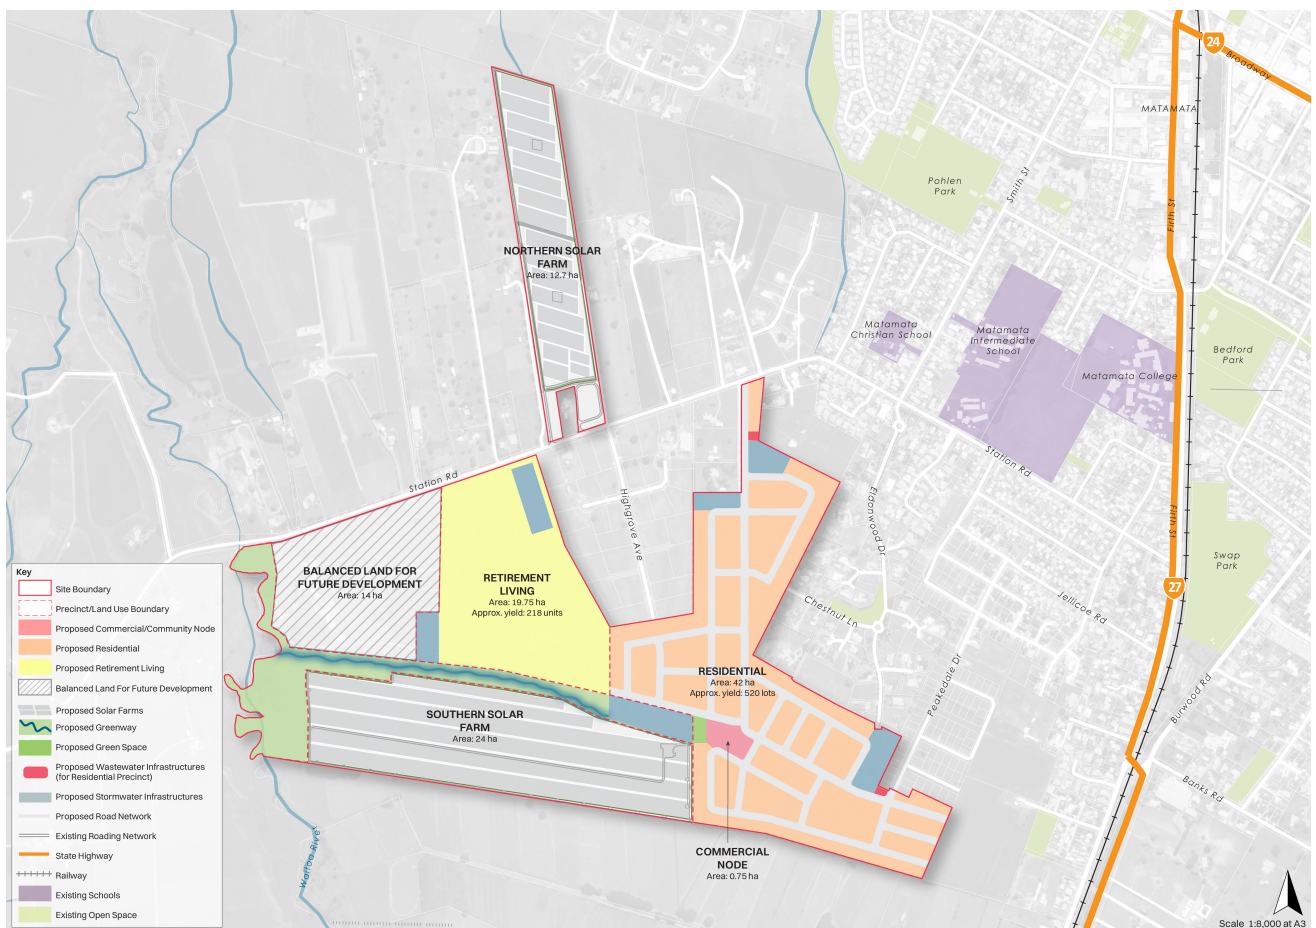 24
Broadway
MATAMATA
Pohlen
Park
Smith St
Firth St
NORTHERN SOLAR
FARM
Area: 12.7 ha
Matamata
Christian School
Matamata
Intermediate
School
Matamata College
Bedford
Park
Station Rd
Station Rd
Highgrove Ave
Eldonwood Dr
Firth St
Swap
Park
27
Jellicoe Rd
Chestnut Ln
Peakedale Dr
Burwood Rd
Banks Rd
BALANCED LAND FOR
FUTURE DEVELOPMENT
Area: 14 ha
RETIREMENT
LIVING
Area: 19.75 ha
Approx. yield: 218 units
RESIDENTIAL
Area: 42 ha
Approx. yield: 520 lots
SOUTHERN SOLAR
FARM
Area: 24 ha
COMMERCIAL
NODE
Area: 0.75 ha
Waitoa River
Key
Site Boundary
Precinct/Land Use Boundary
Proposed Commercial/Community Node
Proposed Residential
Proposed Retirement Living
Balanced Land For Future Development
Proposed Solar Farms
Proposed Greenway
Proposed Green Space
Proposed Wastewater Infrastructures
(for Residential Precinct)
Proposed Stormwater Infrastructures
Proposed Road Network
Existing Roading Network
State Highway
Railway
Existing Schools
Existing Open Space
Scale 1:8,000 at A3